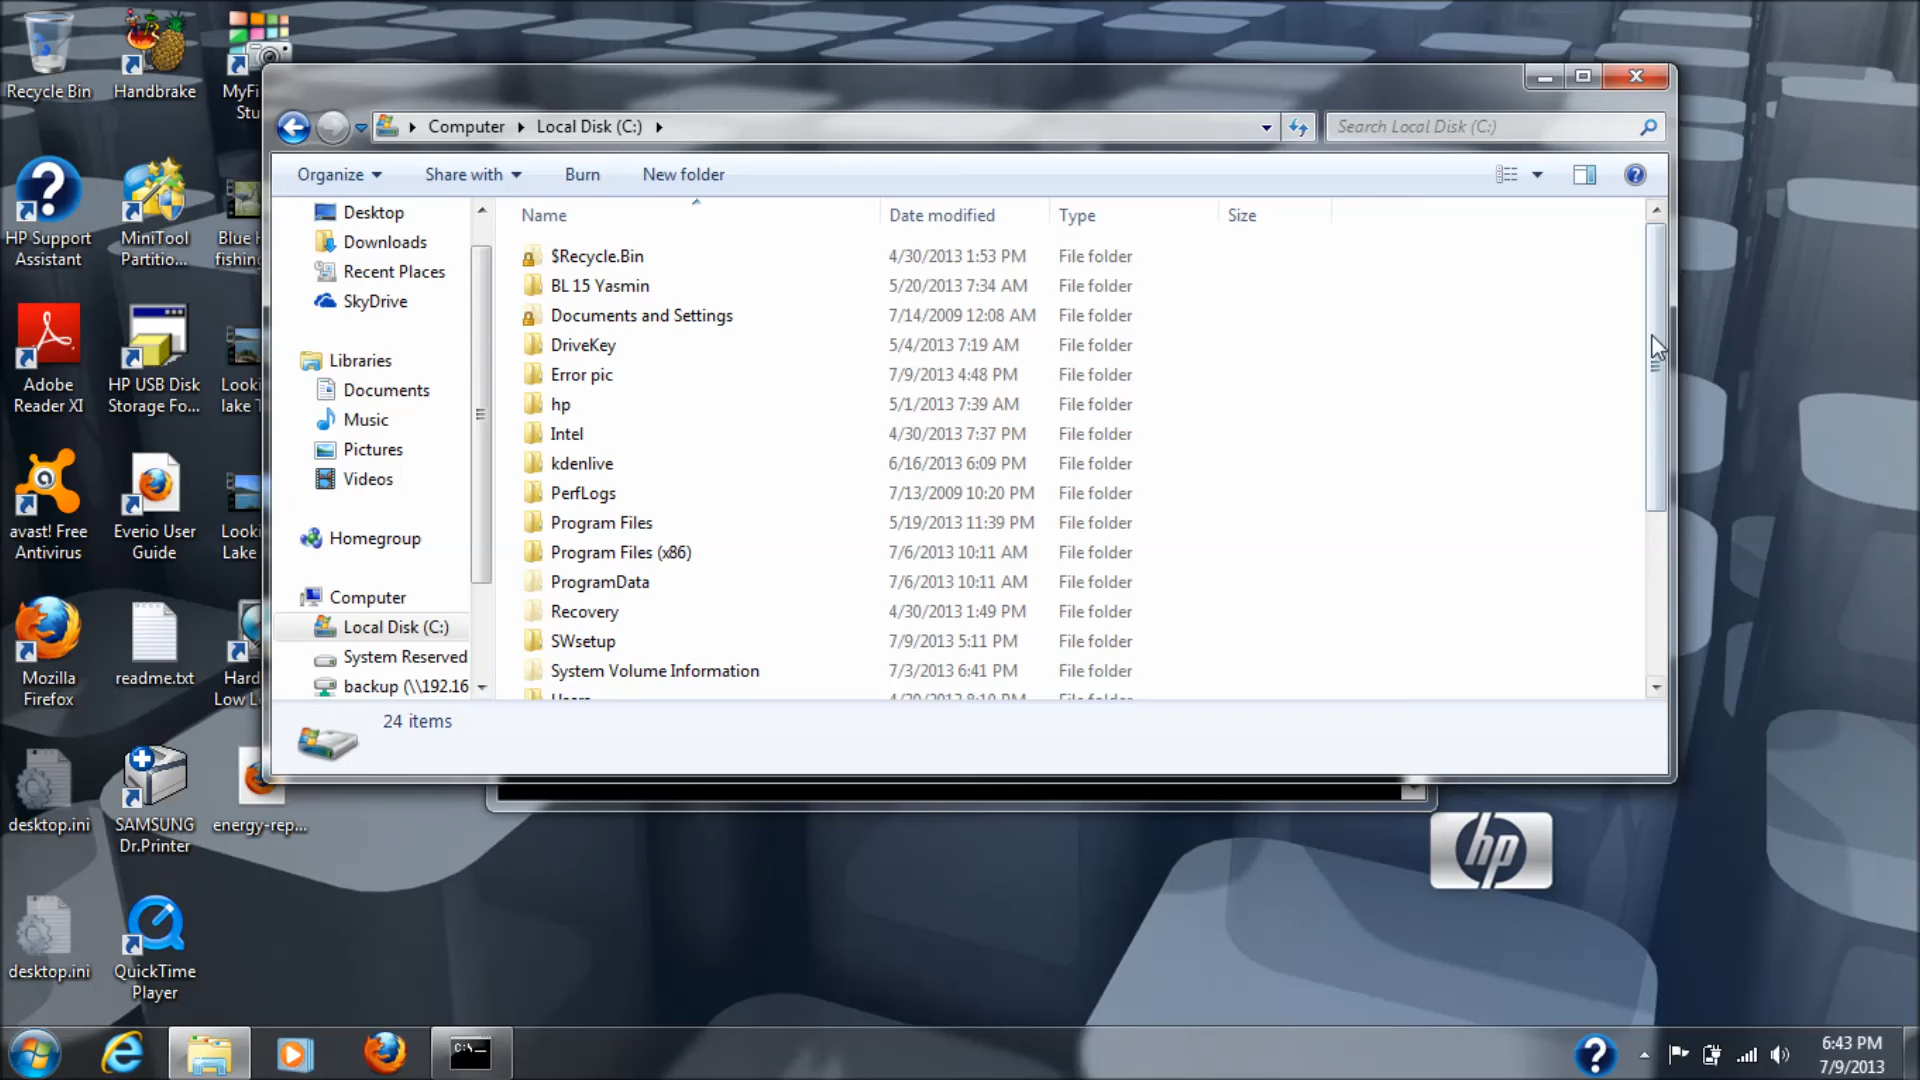 Recycle Bin
Handbrake
MyFi
Stu
HP Support
Assistant
MiniTool
Partitio...
Blue H
fishing
Adobe
Reader XI
HP USB Disk
Storage Fo...
Looki
lake T
avast! Free
Antivirus
Everio User
Guide
Looki
Lake
Mozilla
Firefox
readme.txt
Hard
Low L
desktop.ini
SAMSUNG
Dr.Printer
energy-rep...
desktop.ini
QuickTime
Player
Computer
Local Disk (C:)
Search Local Disk (C:)
Organize
Share with
Burn
New folder
Desktop
Downloads
Recent Places
SkyDrive
Libraries
Documents
Music
Pictures
Videos
Homegroup
Computer
Local Disk (C:)
System Reserved
backup (\\192.16
Name Date modified Type Size
$Recycle.Bin 4/30/2013 1:53 PM File folder
BL 15 Yasmin 5/20/2013 7:34 AM File folder
Documents and Settings 7/14/2009 12:08 AM File folder
DriveKey 5/4/2013 7:19 AM File folder
Error pic 7/9/2013 4:48 PM File folder
hp 5/1/2013 7:39 AM File folder
Intel 4/30/2013 7:37 PM File folder
kdenlive 6/16/2013 6:09 PM File folder
PerfLogs 7/13/2009 10:20 PM File folder
Program Files 5/19/2013 11:39 PM File folder
Program Files (x86) 7/6/2013 10:11 AM File folder
ProgramData 7/6/2013 10:11 AM File folder
Recovery 4/30/2013 1:49 PM File folder
SWsetup 7/9/2013 5:11 PM File folder
System Volume Information 7/3/2013 6:41 PM File folder
24 items
hp
C:\
6:43 PM
7/9/2013